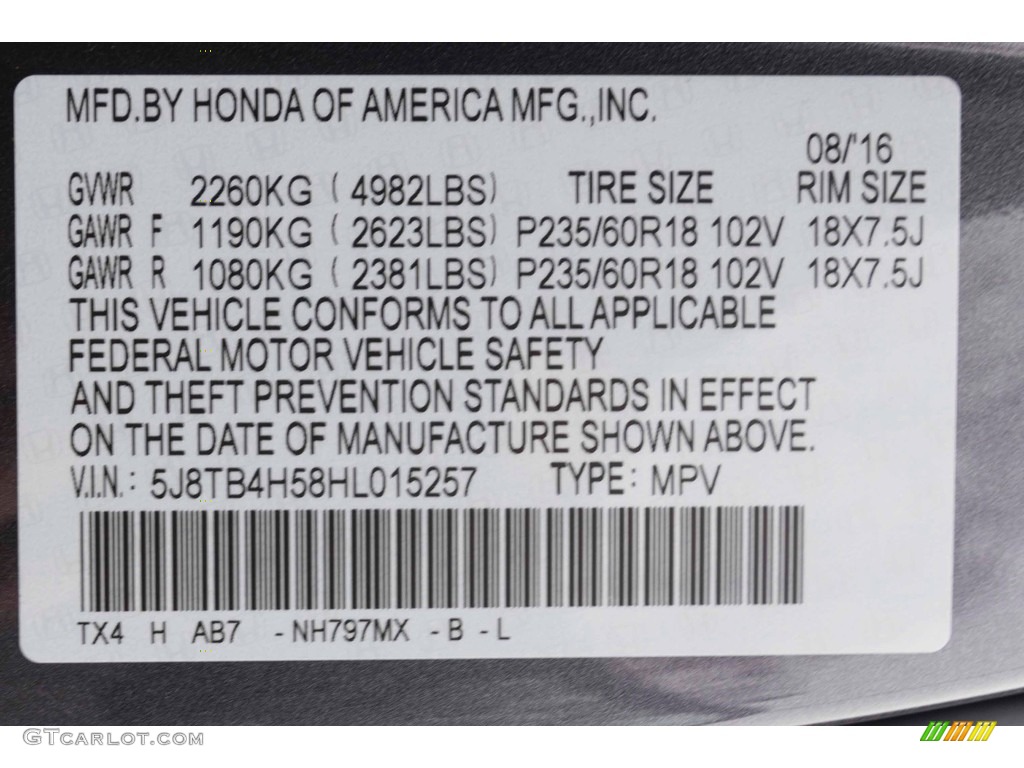 MFD.BY HONDA OF AMERICA MFG.,INC.
08/'16
GVWR 2260KG ( 4982LBS) TIRE SIZE RIM SIZE
GAWR F 1190KG ( 2623LBS) P235/60R18 102V 18X7.5J
GAWR R 1080KG ( 2381LBS) P235/60R18 102V 18X7.5J
THIS VEHICLE CONFORMS TO ALL APPLICABLE
FEDERAL MOTOR VEHICLE SAFETY
AND THEFT PREVENTION STANDARDS IN EFFECT
ON THE DATE OF MANUFACTURE SHOWN ABOVE.
V.I.N.: 5J8TB4H58HL015257 TYPE: MPV
TX4 H AB7 -NH797MX -B -L
GTCarLot.com